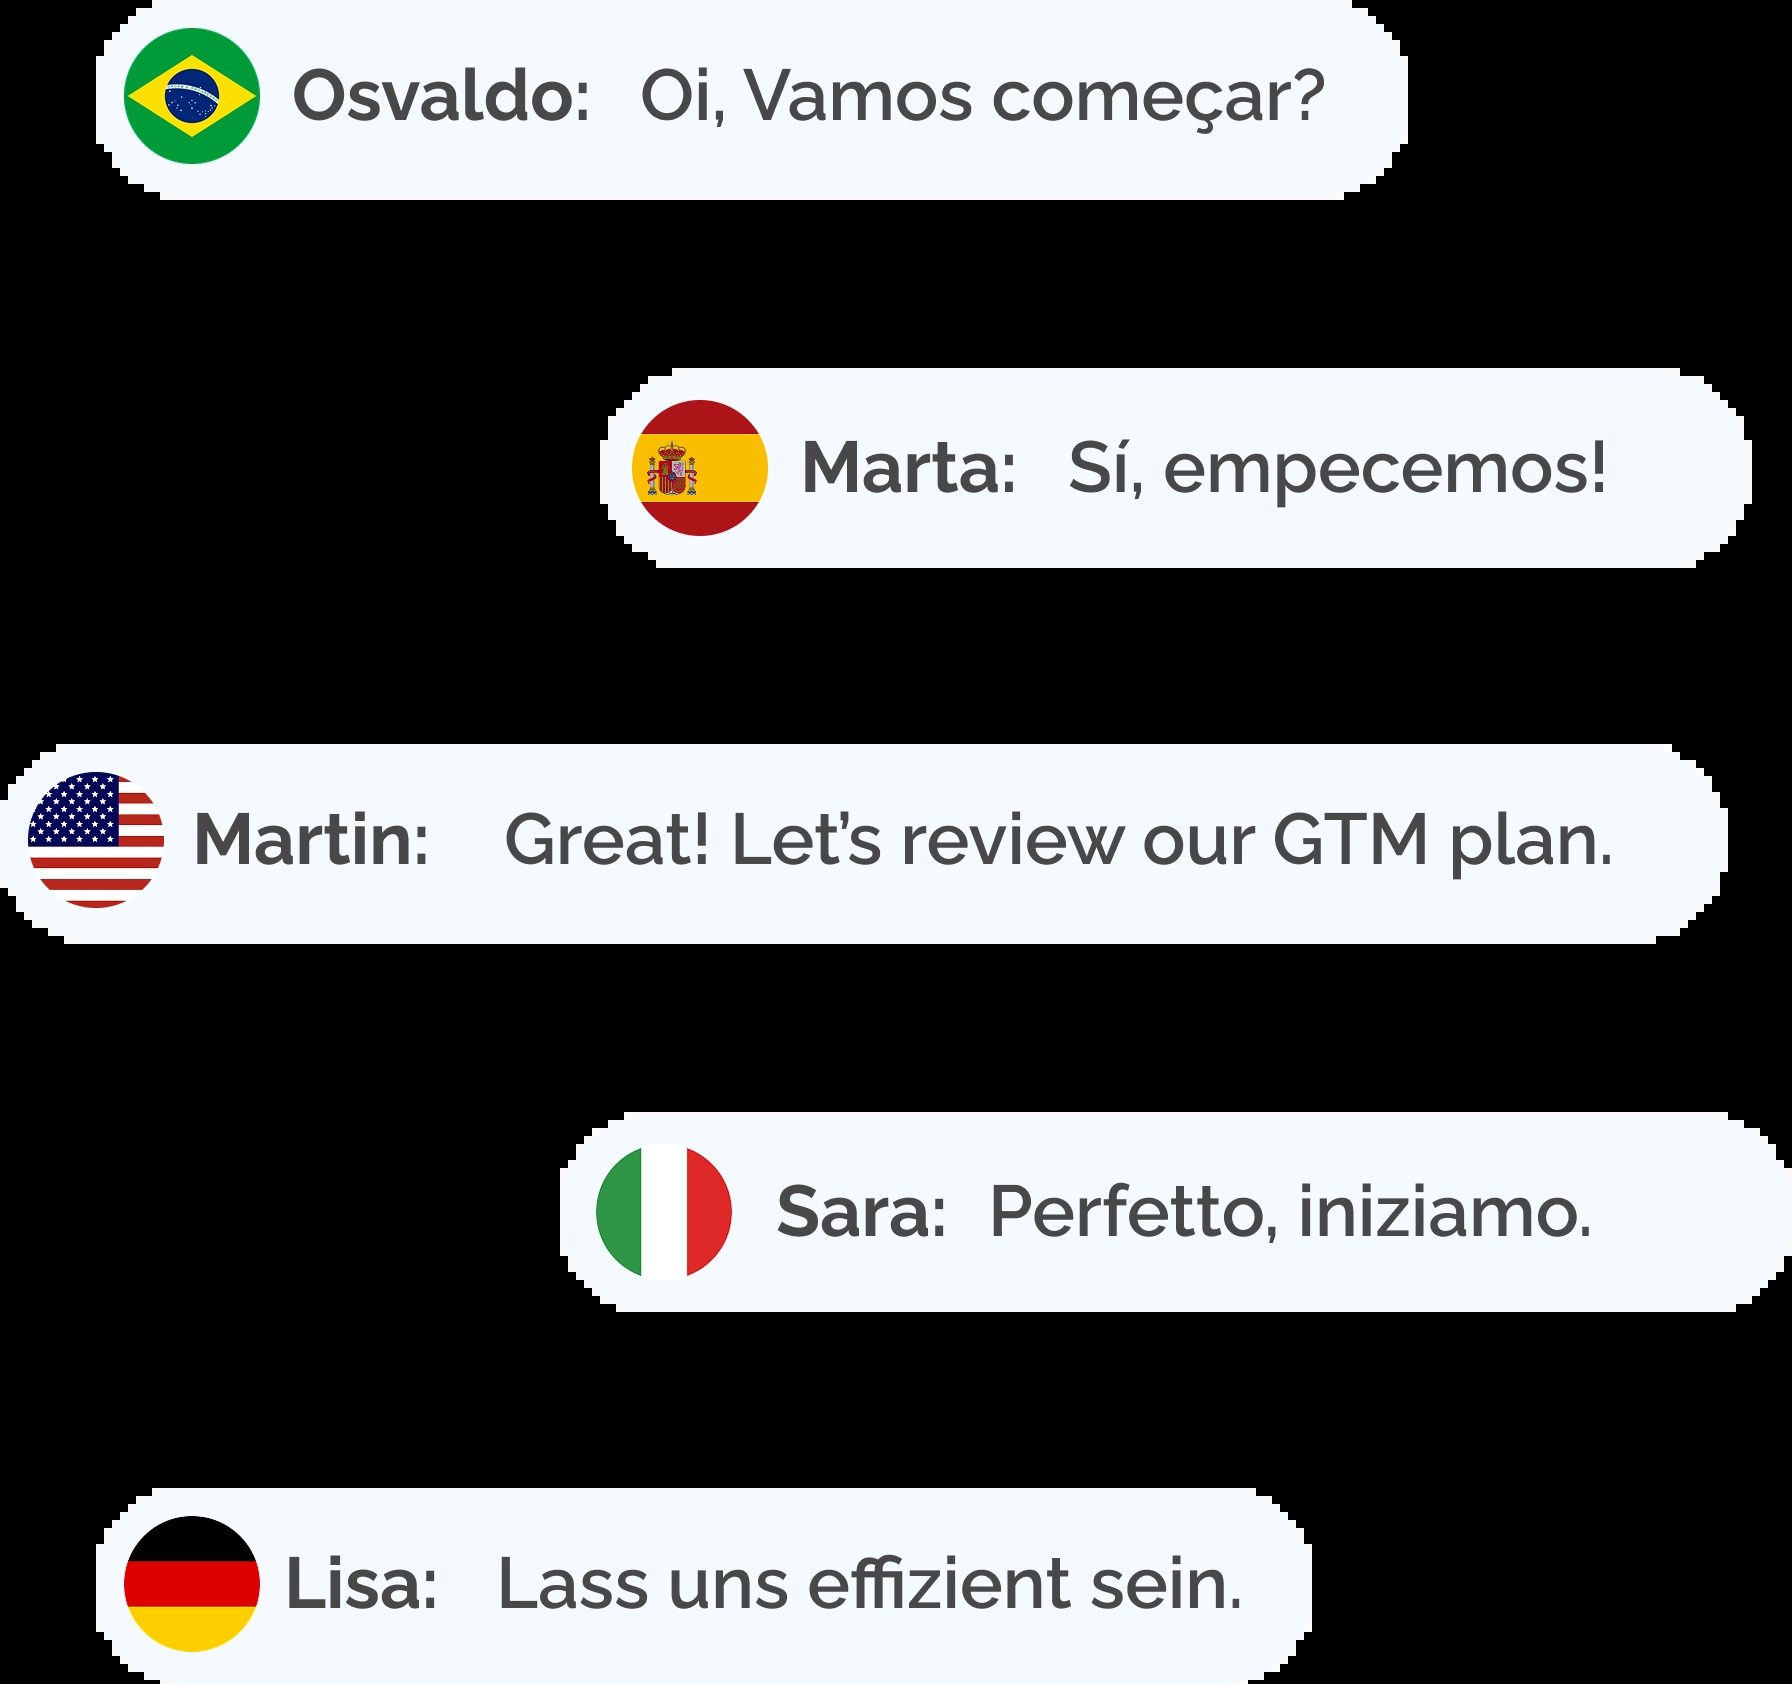 Osvaldo: Oi, Vamos começar?
Marta: Sí, empecemos!
Martin: Great! Let’s review our GTM plan.
Sara: Perfetto, iniziamo.
Lisa: Lass uns effizient sein.